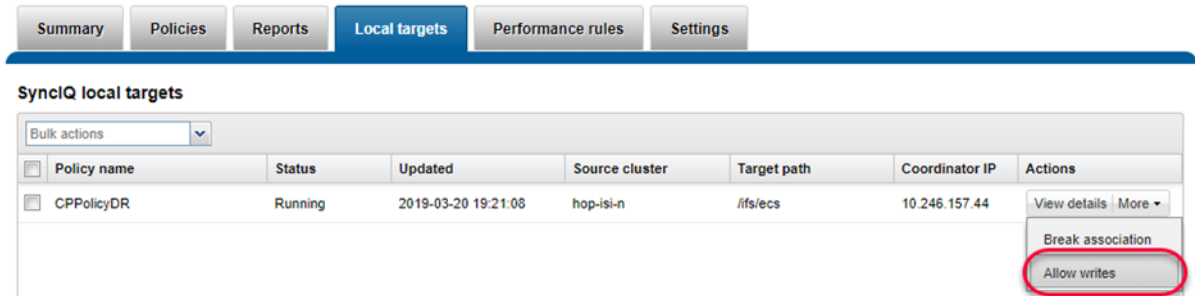 Summary Policies Reports Local targets Performance rules Settings
SyncIQ local targets
Bulk actions
Policy name Status Updated Source cluster Target path Coordinator IP Actions
CPPolicyDR Running 2019-03-20 19:21:08 hop-isi-n /ifs/ecs 10.246.157.44 View details More
Break association
Allow writes